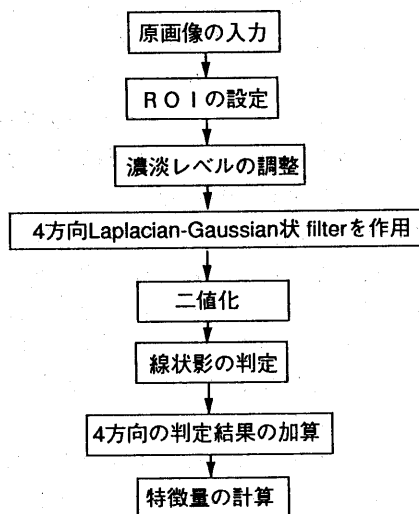 原画像の入力
ＲＯＩの設定
濃淡レベルの調整
4方向Laplacian-Gaussian状 filterを作用
二値化
線状影の判定
4方向の判定結果の加算
特徴量の計算